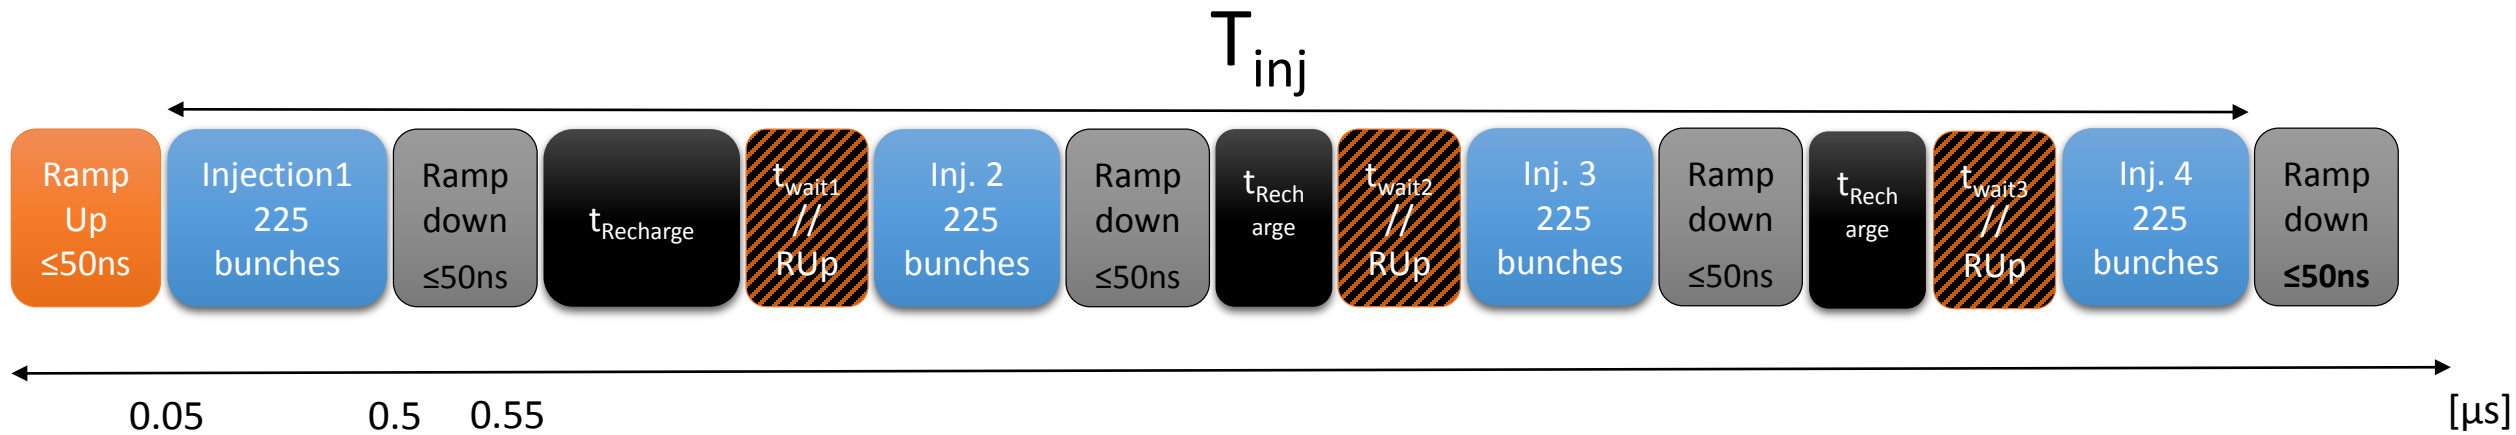 T_inj
Ramp
Up
≤50ns
Injection1
225
bunches
Ramp
down
≤50ns
t_Recharge
t_wait1
//
RUp
Inj. 2
225
bunches
Ramp
down
≤50ns
t_Rech
arge
t_wait2
//
RUp
Inj. 3
225
bunches
Ramp
down
≤50ns
t_Rech
arge
t_wait3
//
RUp
Inj. 4
225
bunches
Ramp
down
≤50ns
0.05 0.5 0.55 [µs]